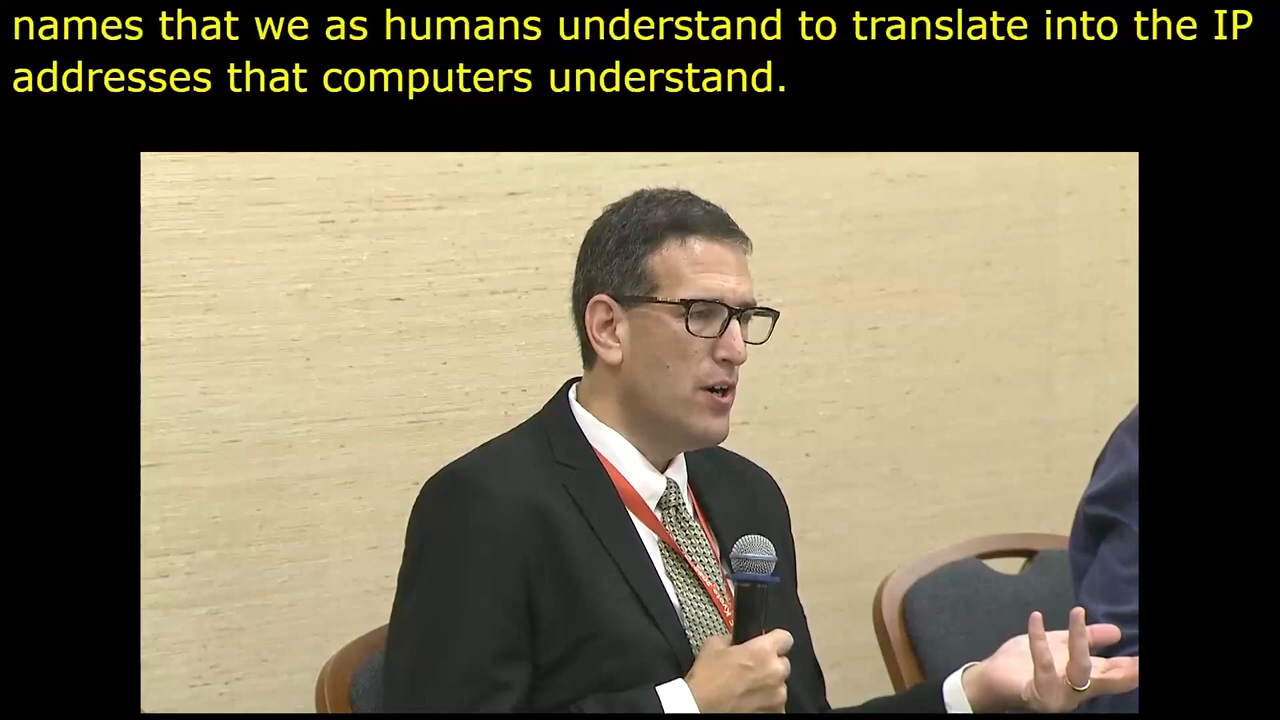 names that we as humans understand to translate into the IP
addresses that computers understand.